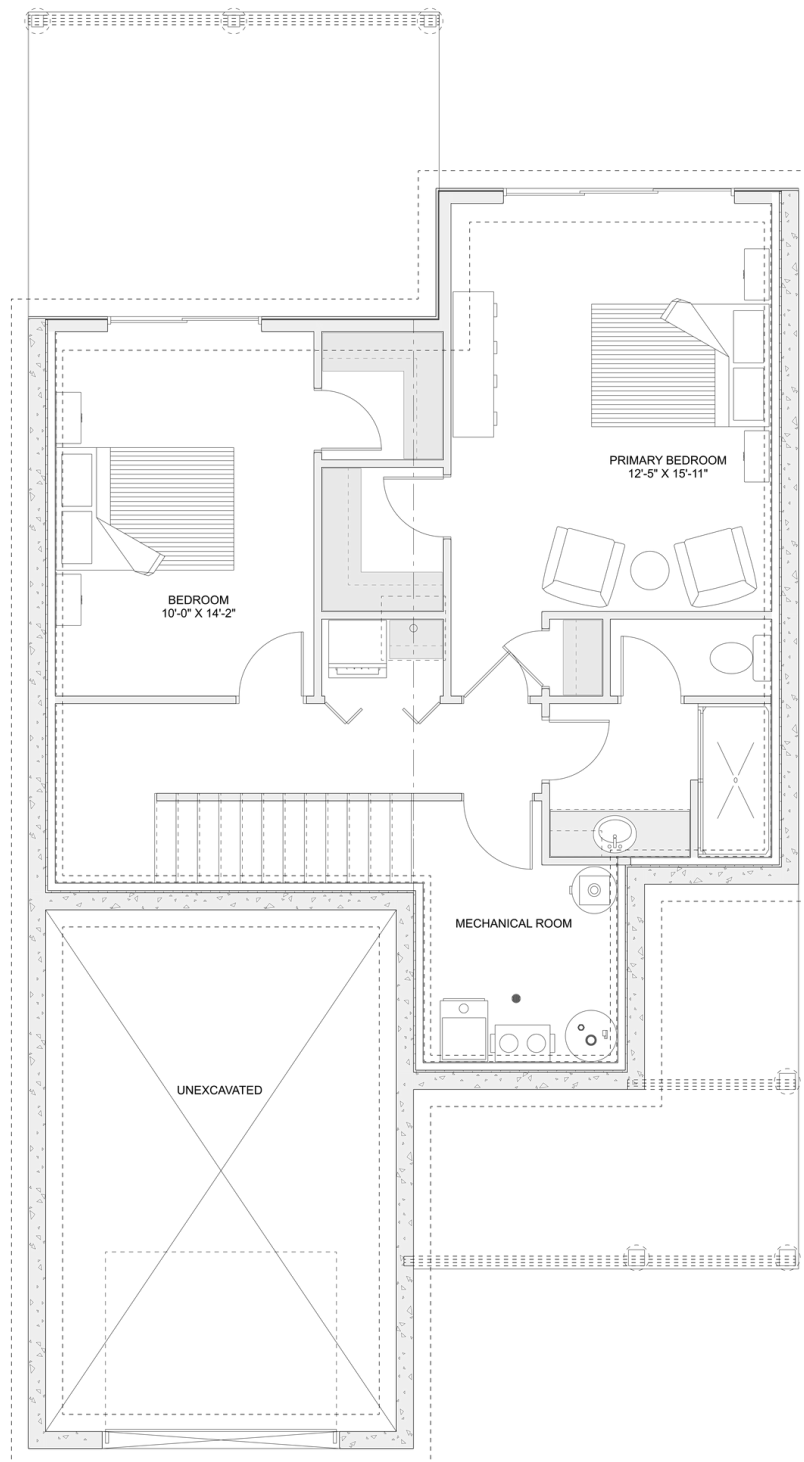 PRIMARY BEDROOM
12'-5" X 15'-11"
BEDROOM
10'-0" X 14'-2"
MECHANICAL ROOM
UNEXCAVATED